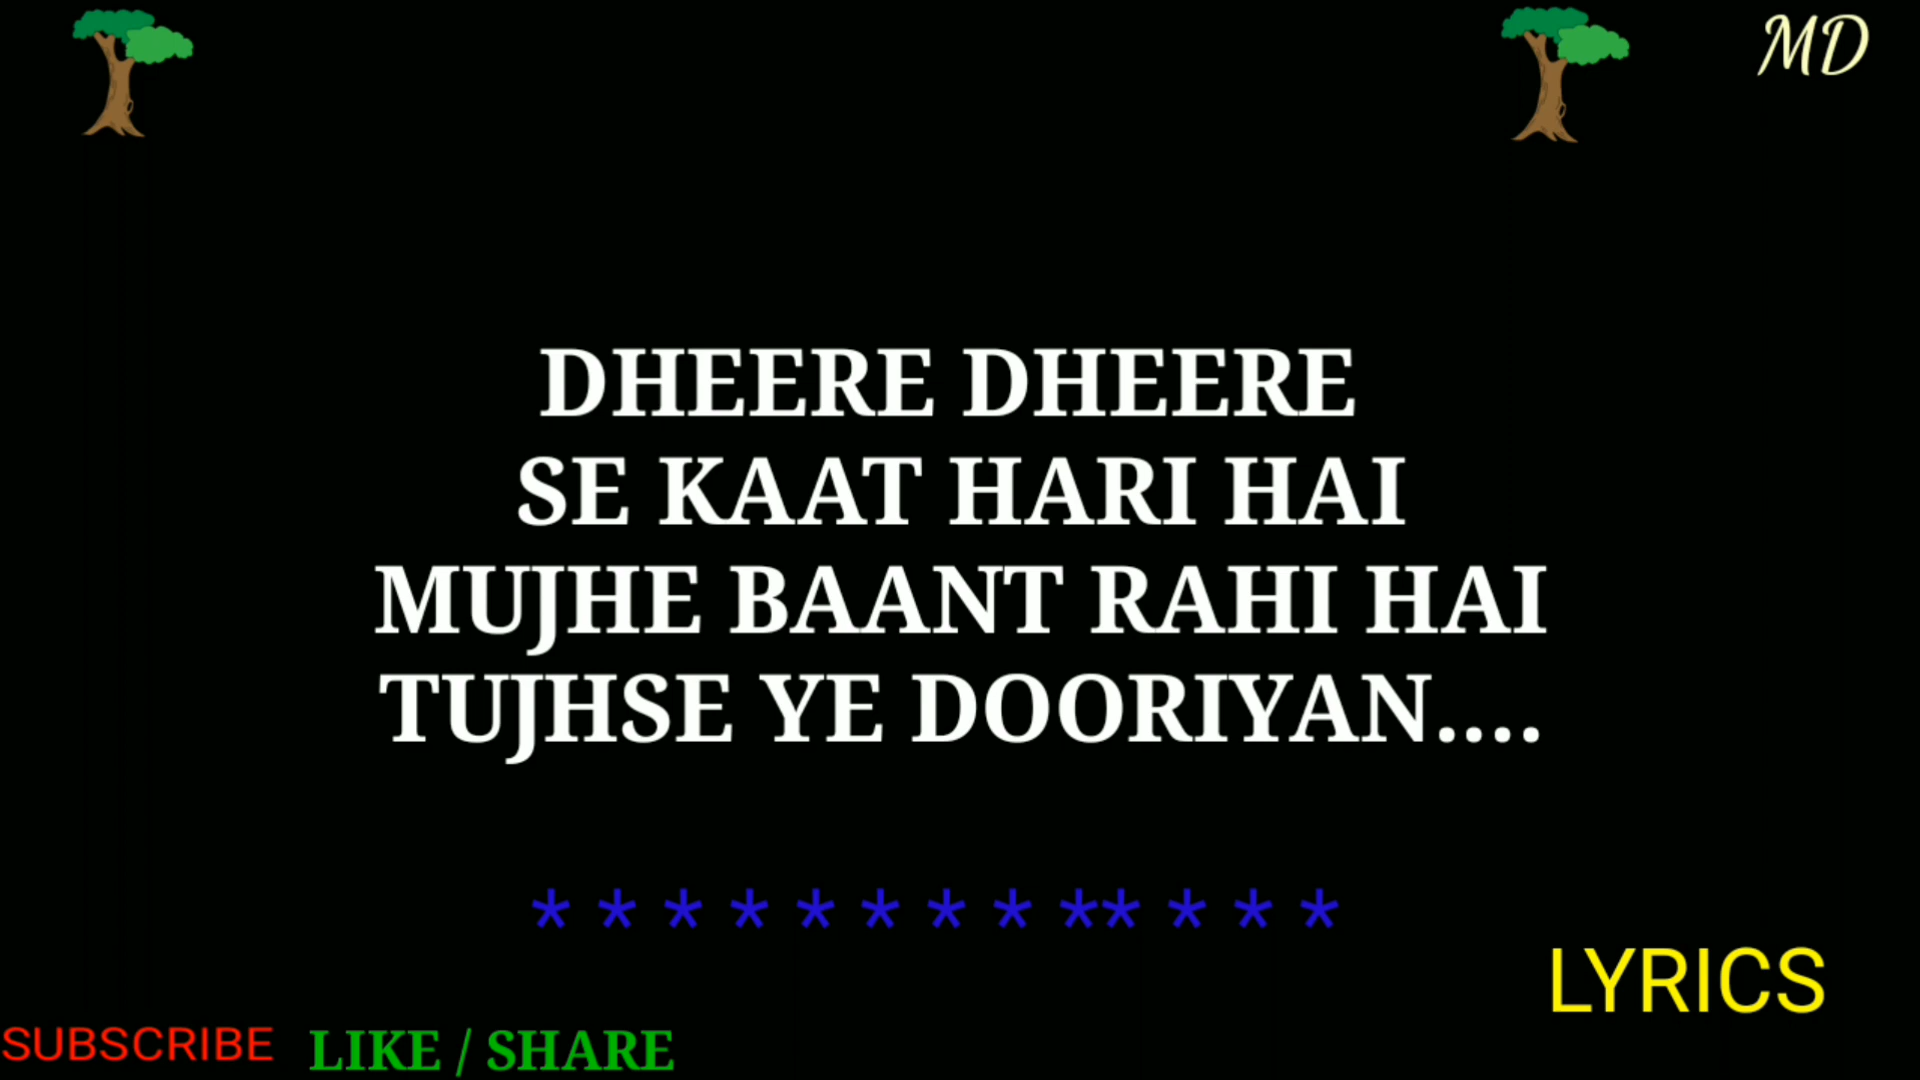 MD
DHEERE DHEERE
SE KAAT HARI HAI
MUJHE BAANT RAHI HAI
TUJHSE YE DOORIYAN....
* * * * * * * * ** * * *
LYRICS
SUBSCRIBE LIKE / SHARE